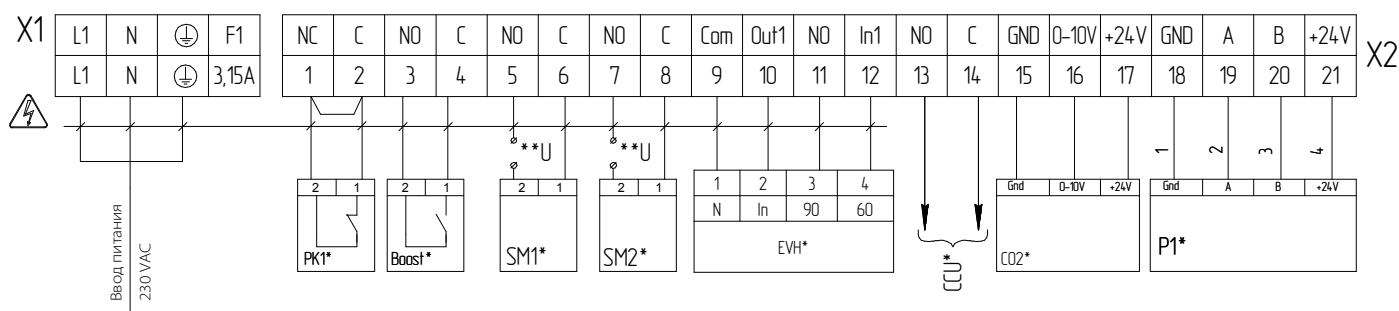 X1 L1 N F1 NC C NO C NO C NO C Com Out1 NO In1 NO C GND 0-10V +24V GND A B +24V X2
L1 N 3,15A 1 2 3 4 5 6 7 8 9 10 11 12 13 14 15 16 17 18 19 20 21
**U **U 1 2 3 4
2 1 2 1 2 1 2 1 1 2 3 4 Gnd 0-10V +24V Gnd A B +24V
N In 90 60
PK1* Boost* SM1* SM2* EVH* CCU* CO2* P1*
Ввод питания
230 VAC